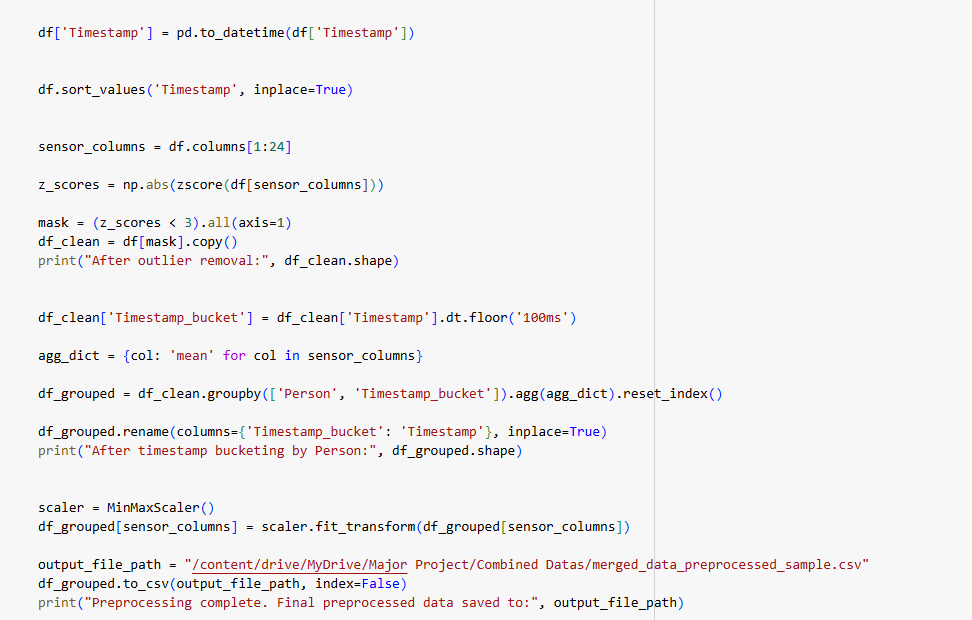 df['Timestamp'] = pd.to_datetime(df['Timestamp'])
df.sort_values('Timestamp', inplace=True)
sensor_columns = df.columns[1:24]
z_scores = np.abs(zscore(df[sensor_columns]))
mask = (z_scores < 3).all(axis=1)
df_clean = df[mask].copy()
print("After outlier removal:", df_clean.shape)
df_clean['Timestamp_bucket'] = df_clean['Timestamp'].dt.floor('100ms')
agg_dict = {col: 'mean' for col in sensor_columns}
df_grouped = df_clean.groupby(['Person', 'Timestamp_bucket']).agg(agg_dict).reset_index()
df_grouped.rename(columns={'Timestamp_bucket': 'Timestamp'}, inplace=True)
print("After timestamp bucketing by Person:", df_grouped.shape)
scaler = MinMaxScaler()
df_grouped[sensor_columns] = scaler.fit_transform(df_grouped[sensor_columns])
output_file_path = "/content/drive/MyDrive/Major Project/Combined Datas/merged_data_preprocessed_sample.csv"
df_grouped.to_csv(output_file_path, index=False)
print("Preprocessing complete. Final preprocessed data saved to:", output_file_path)